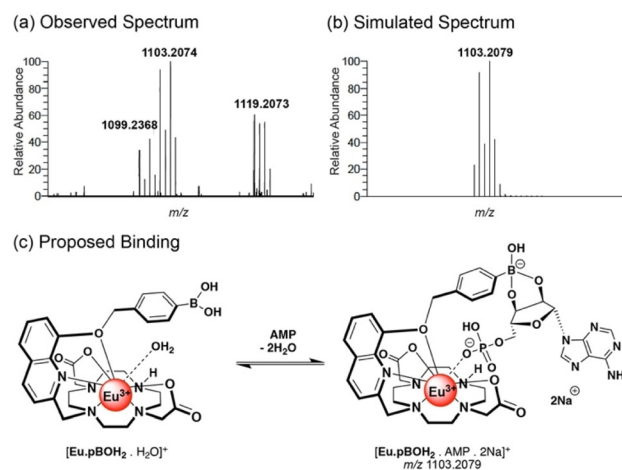 (a) Observed Spectrum
(b) Simulated Spectrum
Relative Abundance
100
80
60
40
20
0
1099.2368
1103.2074
1119.2073
m/z
Relative Abundance
100
80
60
40
20
0
1103.2079
m/z
(c) Proposed Binding
OH
B
OH
O
OH2
O
O
N
N
H
N
O
Eu3+
N
N
O
[Eu.pBOH2 . H2O]+
AMP
- 2H2O
OH
B
⊖
O
O
O
HO
⊖
P
O
O
O
O
O
O
N
N
H
N
O
Eu3+
N
N
O
N
N
N
N
NH2
2Na⊕
[Eu.pBOH2 . AMP . 2Na]+
m/z 1103.2079